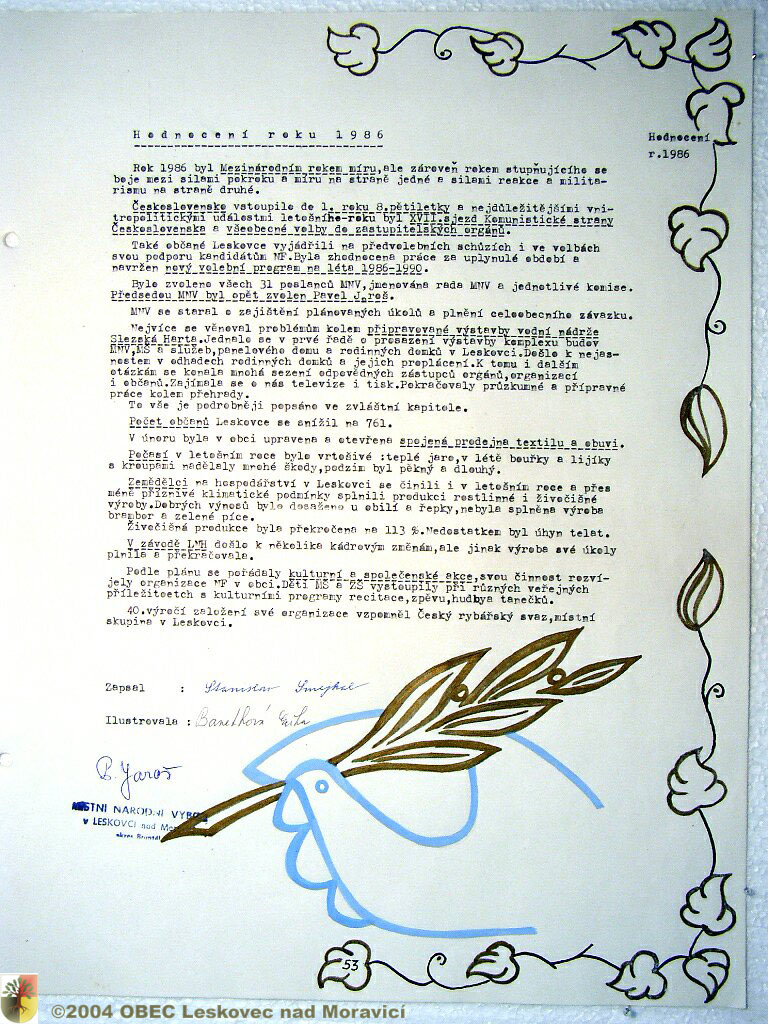 Hodnocení roku 1986
Hodnocení
r.1986
Rok 1986 byl Mezinárodním rokem míru,ale zároveň rokem stupňujícího se
boje mezi silami pokroku a míru na straně jedné a silami reakce a milita-
rismu na straně druhé.
Československo vstoupilo do 1. roku 8.pětiletky a nejdůležitějšími vni-
tropolitickými událostmi letošního roku byl XVII.sjezd Komunistické strany
Československa a všeobecné volby do zastupitelských orgánů.
Také občané Leskovce vyjádřili na předvolebních schůzích i ve volbách
svou podporu kandidátům NF.Byla zhodnocena práce za uplynulé období a
navržen nový volební program na léta 1986-1990.
Bylo zvoleno všech 31 poslanců MNV,jmenována rada MNV a jednotlivé komise.
Předsedou MNV byl opět zvolen Pavel Jaroš.
MNV se staral o zajištění plánovaných úkolů a plnění celoobecního závazku.
Nejvíce se věnoval problémům kolem připravované výstavby vodní nádrže
Slezská Harta.Jednalo se v prvé řadě o prosazení výstavby komplexu budov
MNV,MŠ a služeb,panelového domu a rodinných domků v Leskovci.Došlo k nejas-
nostem v odhadech rodinných domků a jejich proplácení.K tomu i dalším
otázkám se konala mnohá sezení odpovědných zástupců orgánů,organizací
i občanů.Zajímala se o nás televize i tisk.Pokračovaly průzkumné a přípravné
práce kolem přehrady.
To vše je podrobněji popsáno ve zvláštní kapitole.
Počet občanů Leskovce se snížil na 761.
V únoru byla v obci upravena a otevřena spojená prodejna textilu a obuvi.
Počasí v letošním roce bylo vrtošivé :teplé jaro,v létě bouřky a lijáky
s kroupami nadělaly mnohé škody,podzim byl pěkný a dlouhý.
Zemědělci na hospodářství v Leskovci se činili i v letošním roce a přes
méně příznivé klimatické podmínky splnili produkci rostlinné i živočišné
výroby.Dobrých výnosů bylo dosaženo u obilí a řepky,nebyla splněna výroba
brambor a zelené píce.
Živočišná produkce byla překročena na 113 %.Nedostatkem byl úhyn telat.
V závodě LNH došlo k několika kádrovým změnám,ale jinak výroba své úkoly
plnila a překračovala.
Podle plánu se pořádaly kulturní a společenské akce,svou činnost rozví-
jely organizace NF v obci.Děti MŠ a ZŠ vystoupily při různých veřejných
příležitostech s kulturními programy recitace,zpěvu,hudby a tanečků.
40.výročí založení své organizace vzpomněl Český rybářský svaz,místní
skupina v Leskovci.
Zapsal : Stanislav Smejkal
Ilustrovala :
P. Jaroš
MÍSTNÍ NÁRODNÍ VÝBOR
v LESKOVCI nad Mor
okres Bruntál
53
©2004 OBEC Leskovec nad Moravicí